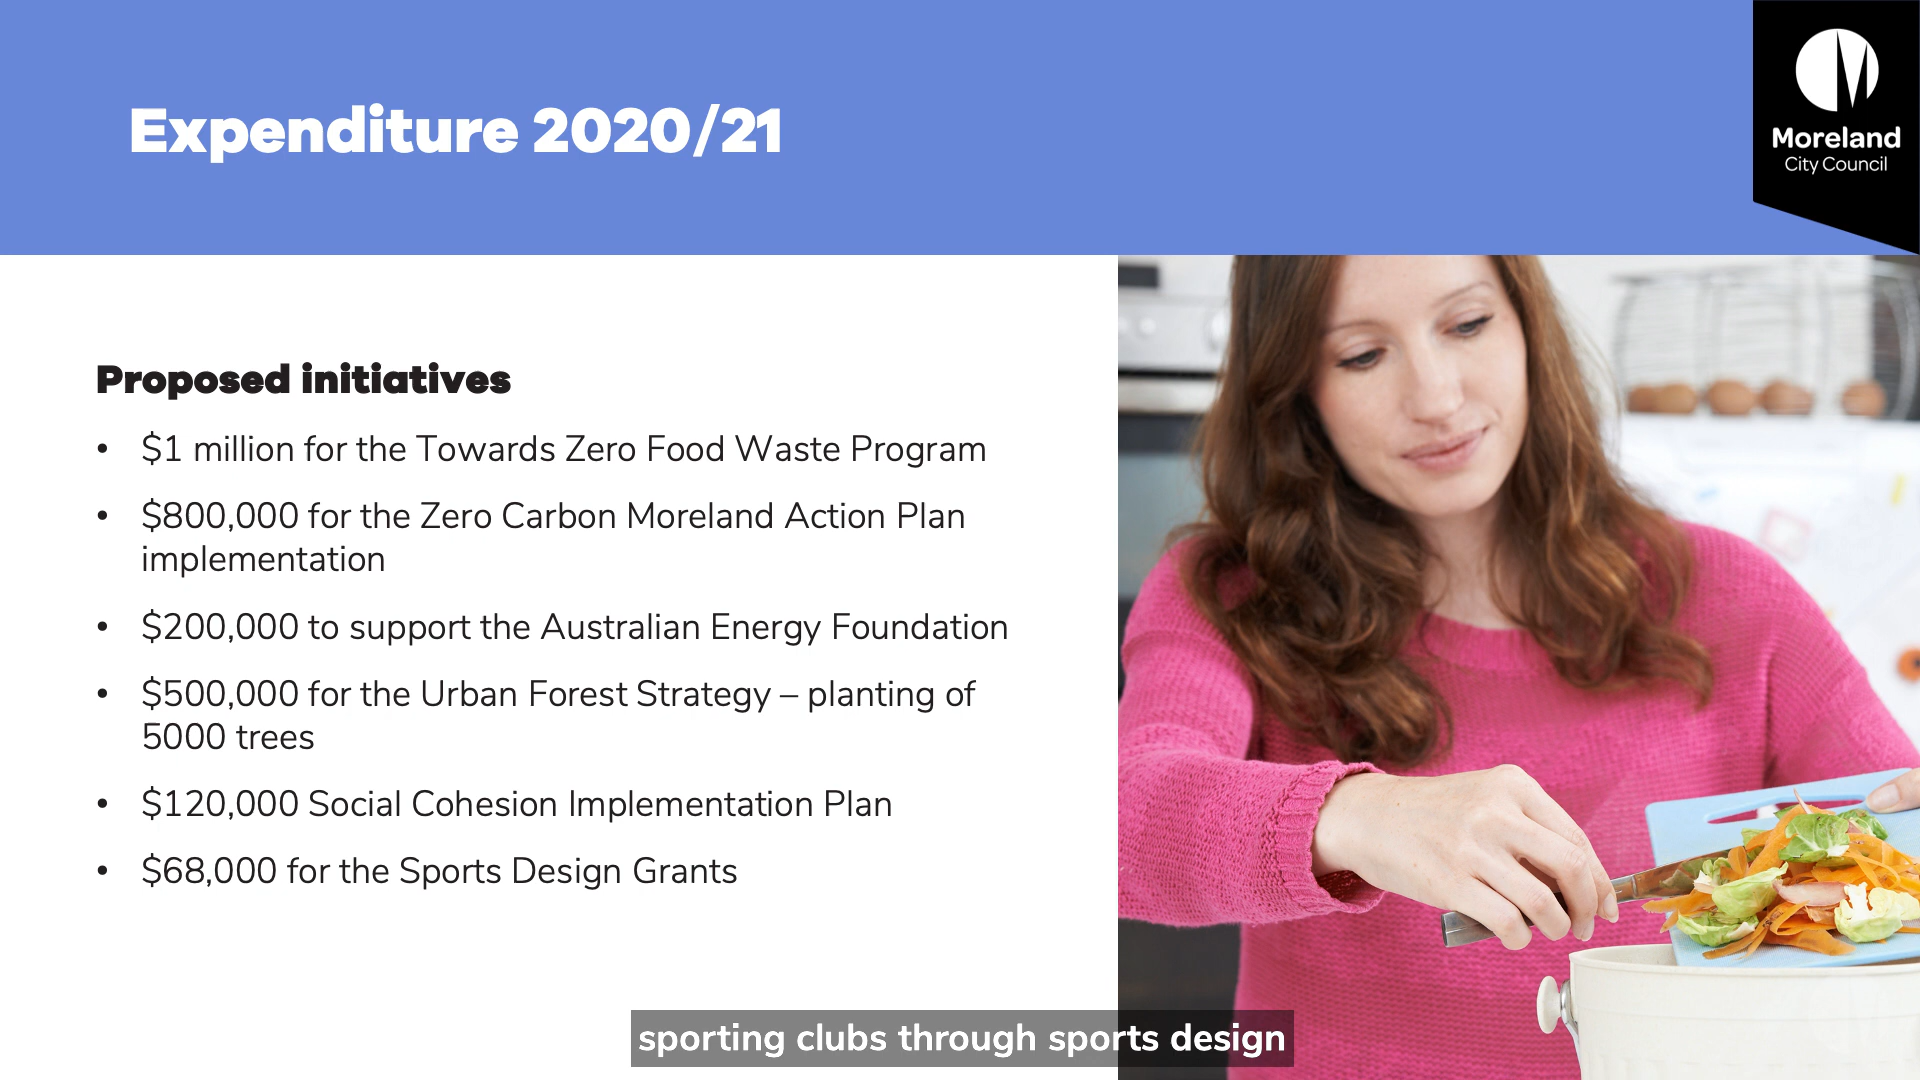 Expenditure 2020/21
Moreland
City Council
Proposed initiatives
• $1 million for the Towards Zero Food Waste Program
• $800,000 for the Zero Carbon Moreland Action Plan
implementation
• $200,000 to support the Australian Energy Foundation
• $500,000 for the Urban Forest Strategy – planting of
5000 trees
• $120,000 Social Cohesion Implementation Plan
• $68,000 for the Sports Design Grants
sporting clubs through sports design